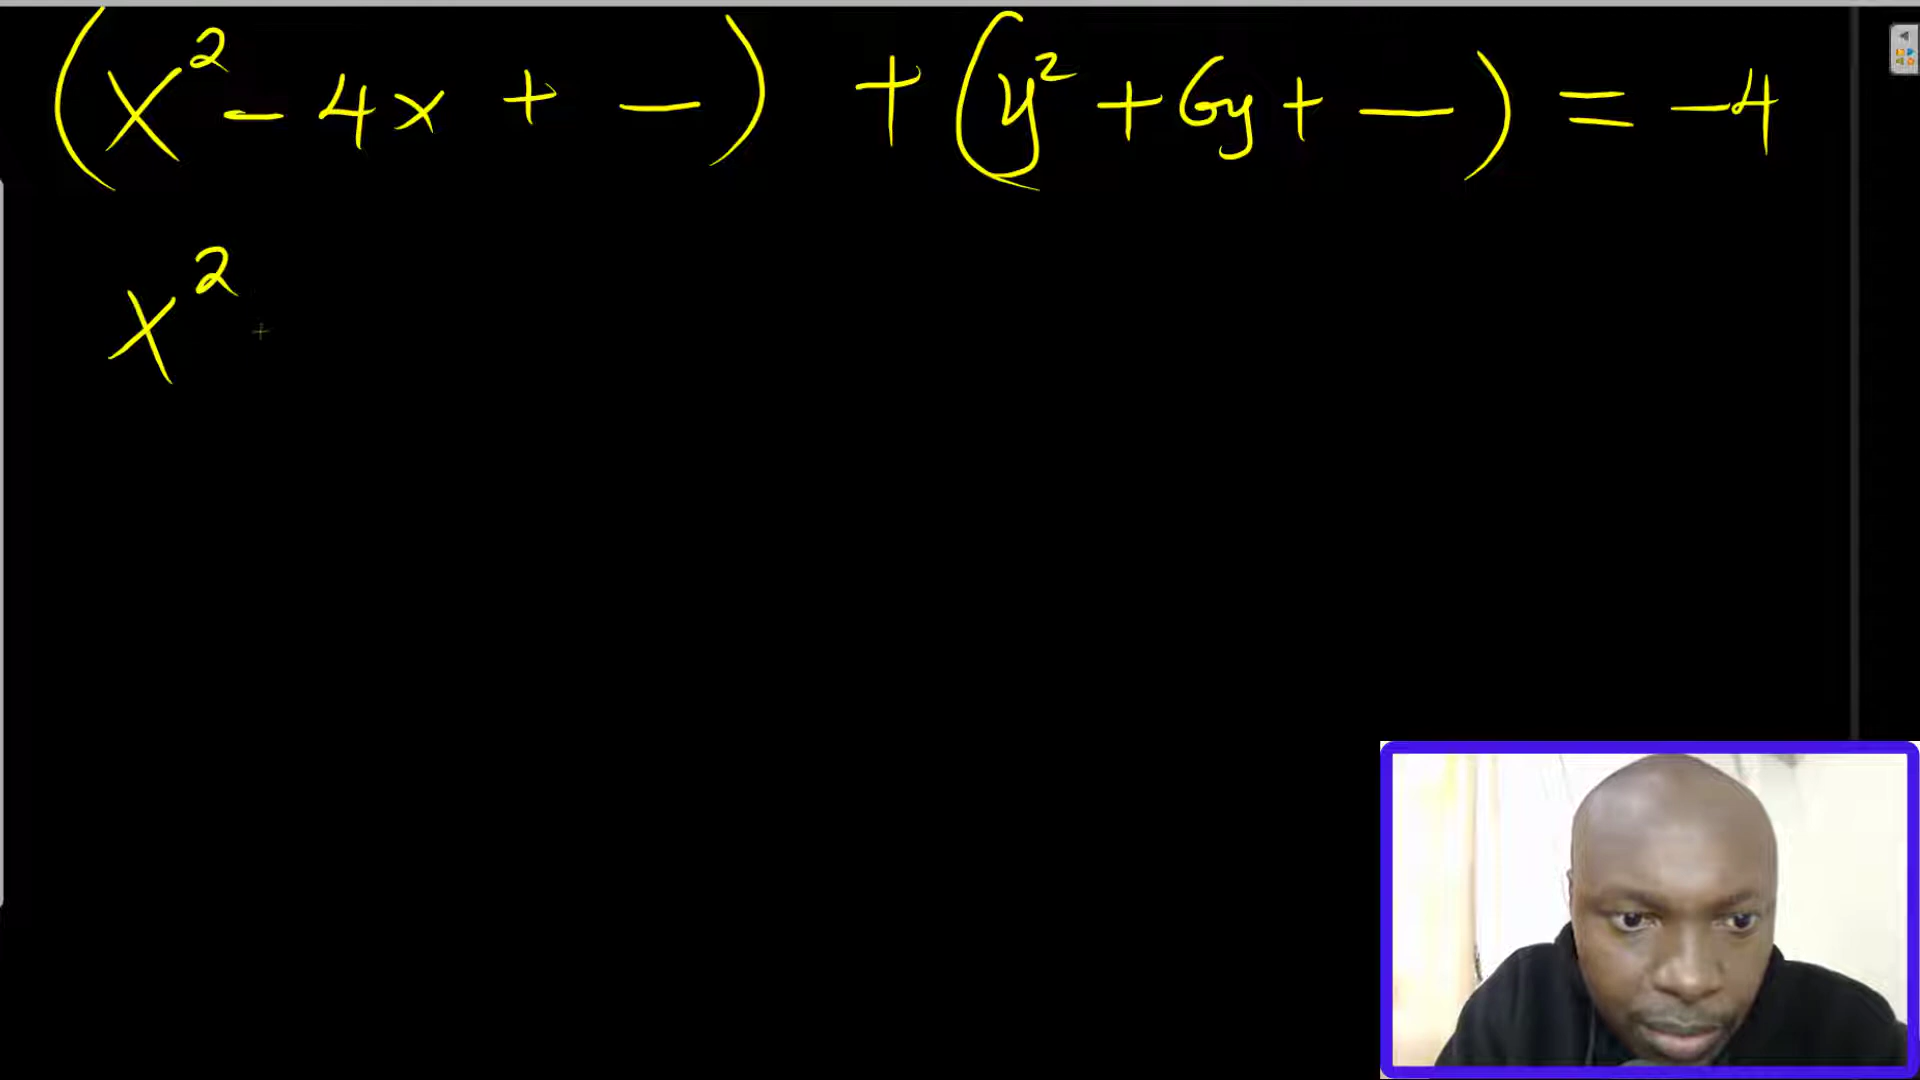 (x² - 4x + _) + (y² + 6y + _) = -4
x²